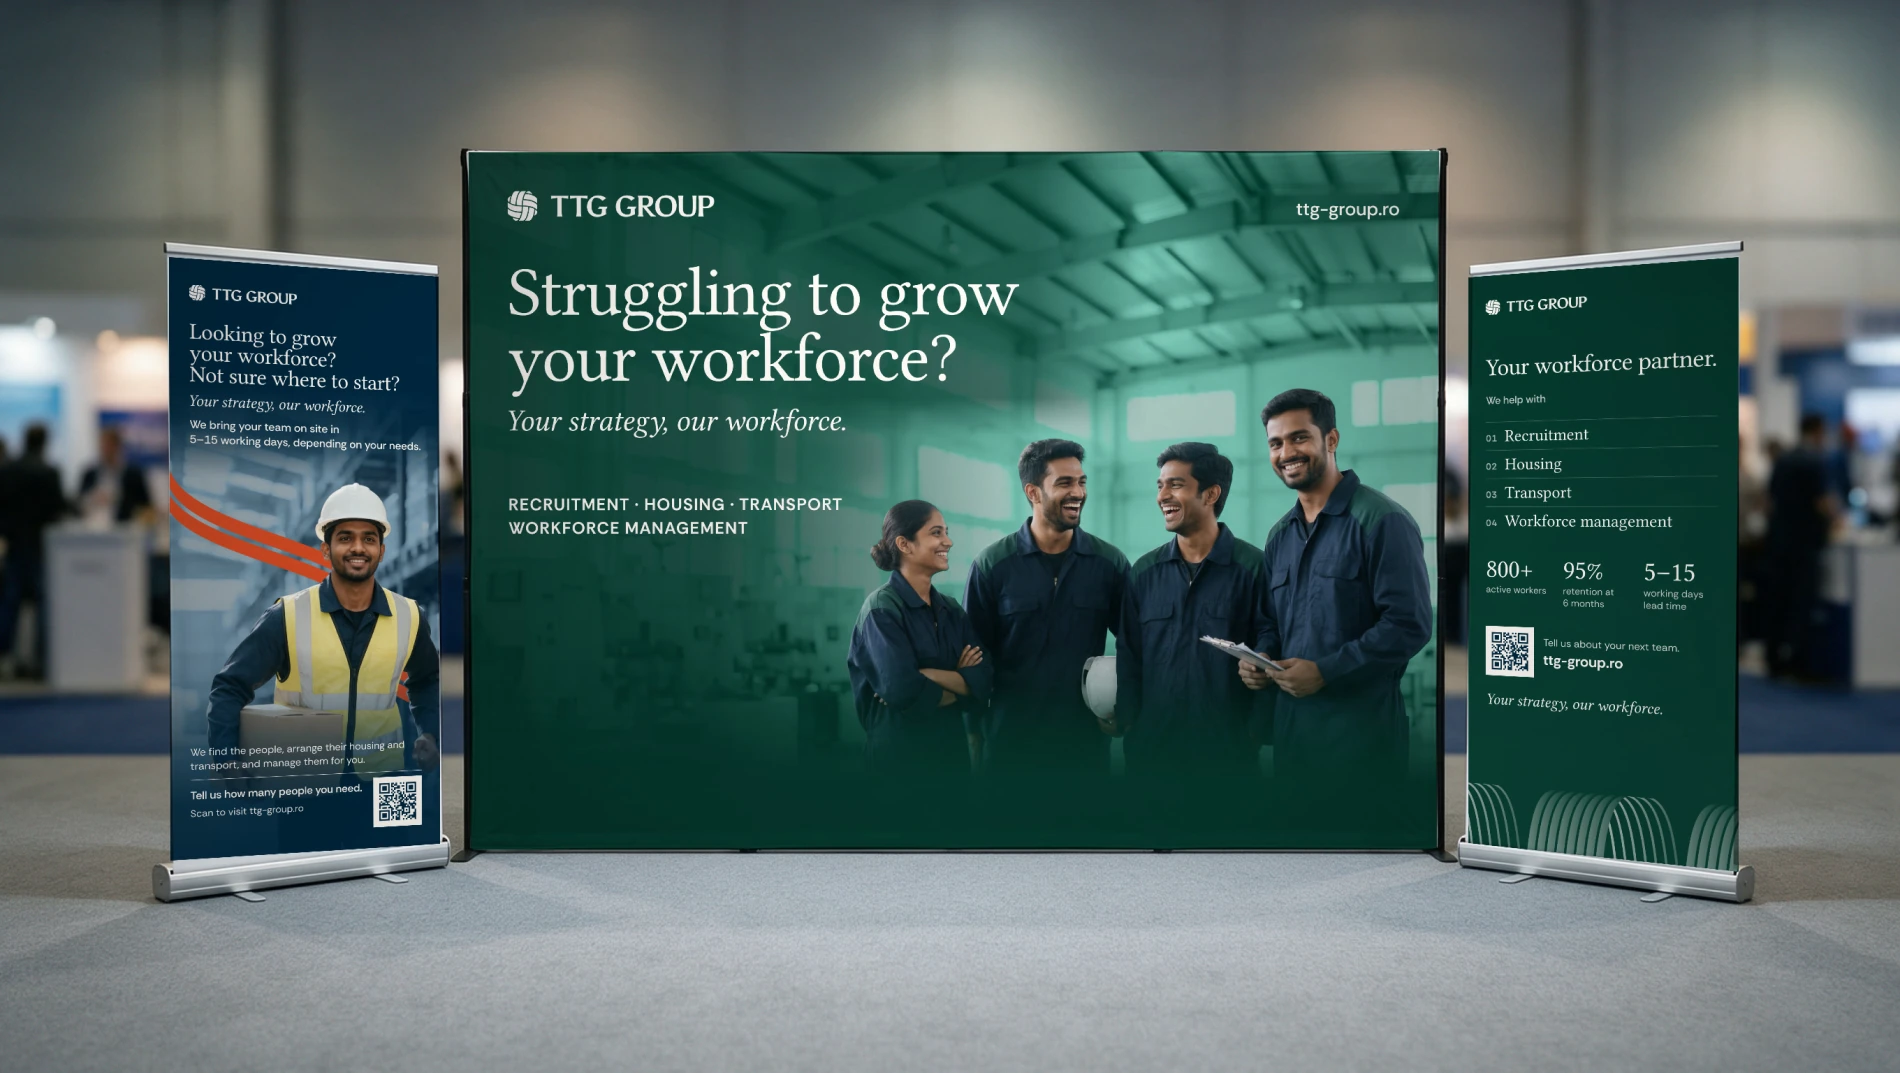 TTG GROUP
Looking to grow
your workforce?
Not sure where to start?
Your strategy, our workforce.
We bring your team on site in
5–15 working days, depending on your needs.
We find the people, arrange their housing and
transport, and manage them for you.
Tell us how many people you need.
Scan to visit ttg-group.ro
TTG GROUP
ttg-group.ro
Struggling to grow
your workforce?
Your strategy, our workforce.
RECRUITMENT · HOUSING · TRANSPORT
WORKFORCE MANAGEMENT
TTG GROUP
Your workforce partner.
We help with
01 Recruitment
02 Housing
03 Transport
04 Workforce management
800+ 95% 5–15
active workers retention at working days
6 months lead time
Tell us about your next team.
ttg-group.ro
Your strategy, our workforce.